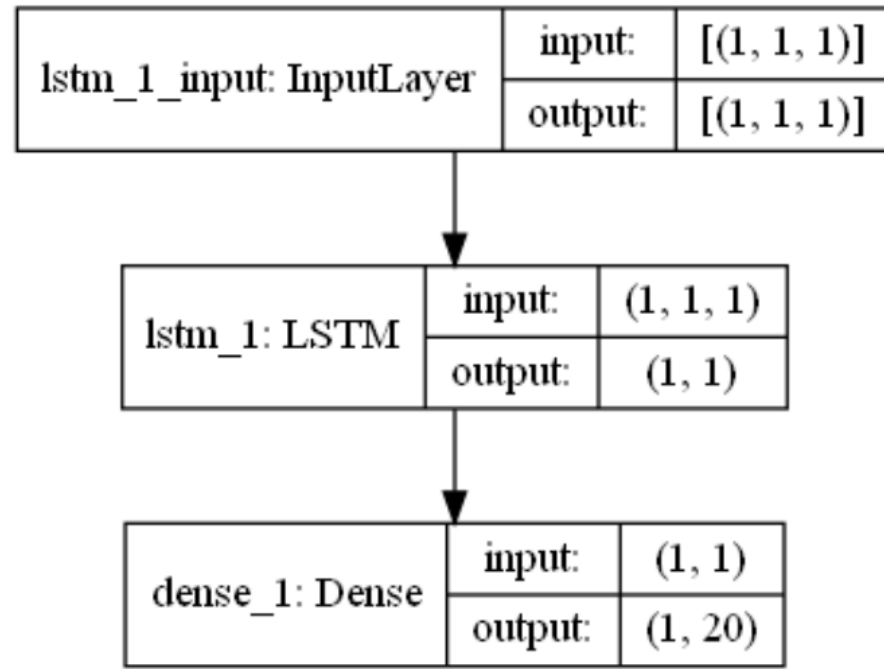 lstm_1_input: InputLayer
input: [(1, 1, 1)]
output: [(1, 1, 1)]
lstm_1: LSTM
input: (1, 1, 1)
output: (1, 1)
dense_1: Dense
input: (1, 1)
output: (1, 20)